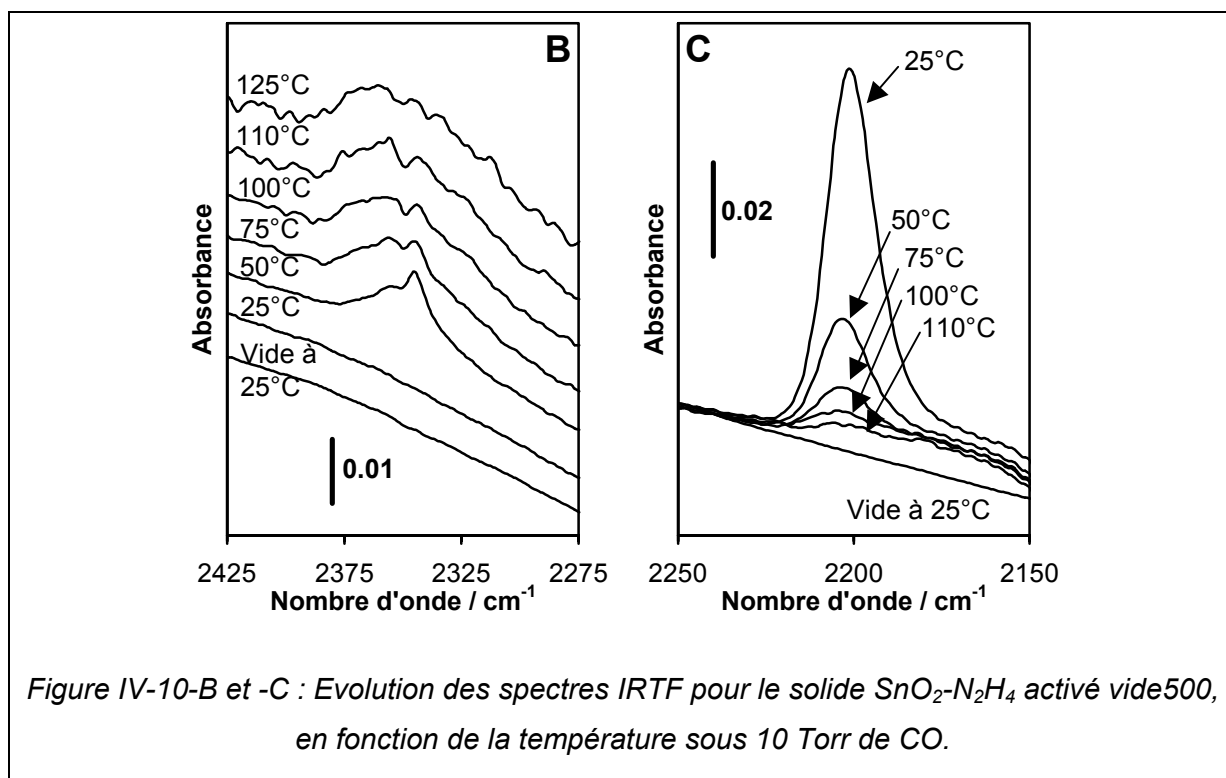 B
125°C
110°C
100°C
75°C
50°C
25°C
Vide à
25°C
0.01
Absorbance
2425 2375 2325 2275
Nombre d'onde / cm⁻¹
C
25°C
0.02
50°C
75°C
100°C
110°C
Vide à 25°C
Absorbance
2250 2200 2150
Nombre d'onde / cm⁻¹
Figure IV-10-B et -C : Evolution des spectres IRTF pour le solide SnO₂-N₂H₄ activé vide500,
en fonction de la température sous 10 Torr de CO.